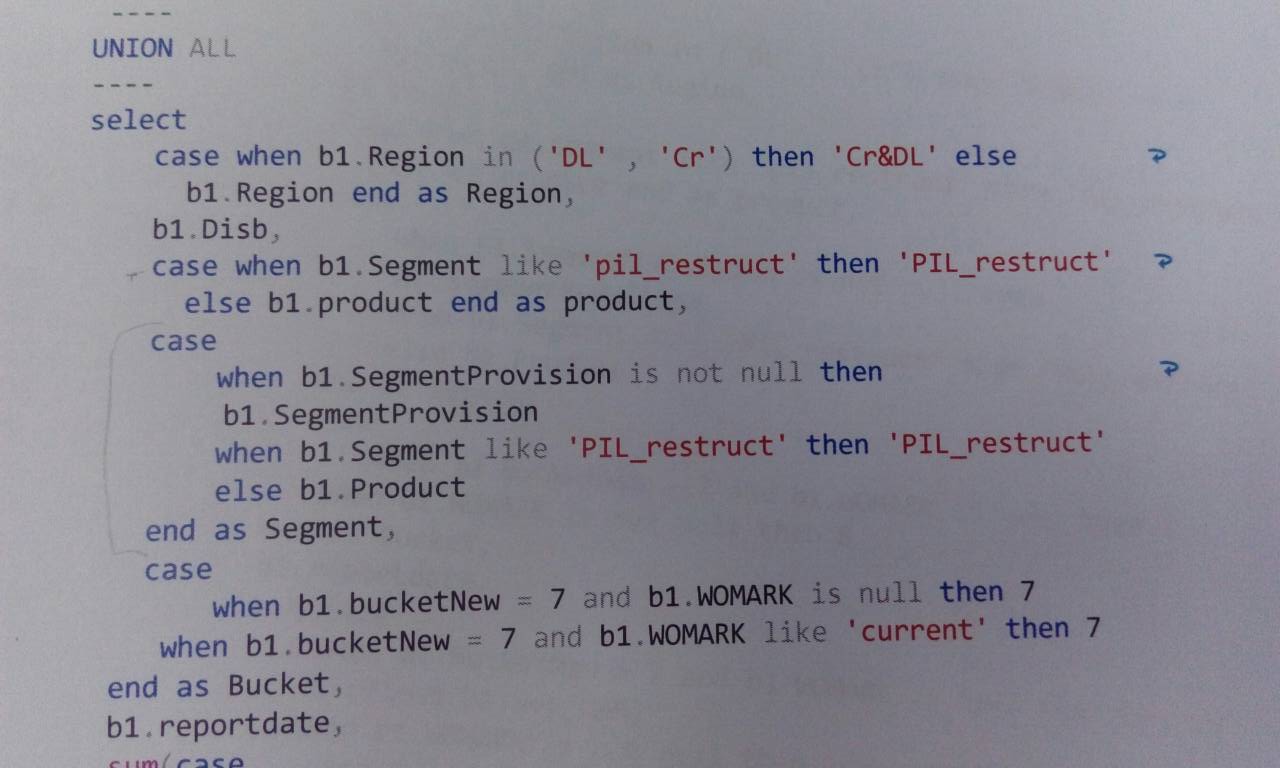 ----
UNION ALL
----
select
case when b1.Region in ('DL' , 'Cr') then 'Cr&DL' else
b1.Region end as Region,
b1.Disb,
case when b1.Segment like 'pil_restruct' then 'PIL_restruct'
else b1.product end as product,
case
when b1.SegmentProvision is not null then
b1.SegmentProvision
when b1.Segment like 'PIL_restruct' then 'PIL_restruct'
else b1.Product
end as Segment,
case
when b1.bucketNew = 7 and b1.WOMARK is null then 7
when b1.bucketNew = 7 and b1.WOMARK like 'current' then 7
end as Bucket,
b1.reportdate,
sum(case